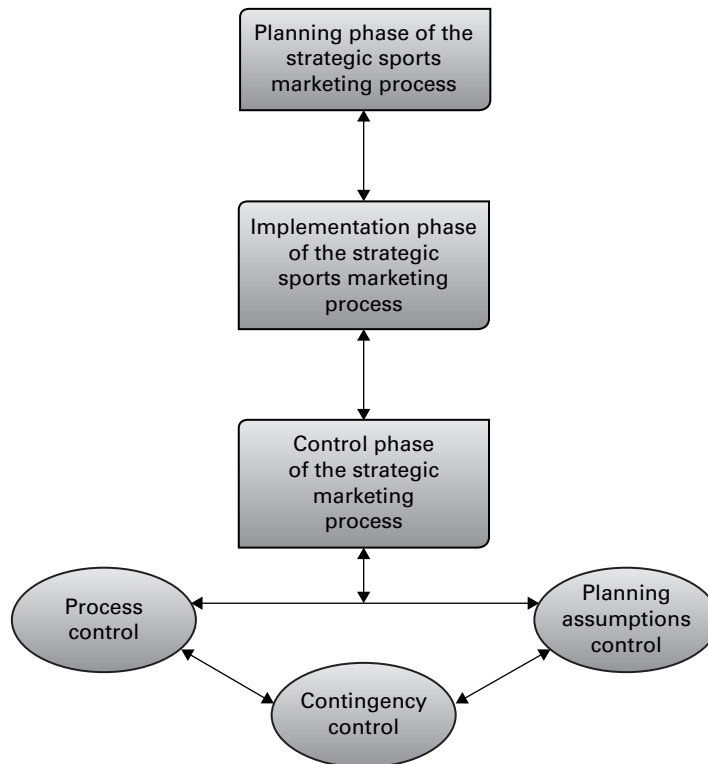 Planning phase of the
strategic sports
marketing process
Implementation phase
of the strategic
sports marketing
process
Control phase
of the strategic
marketing
process
Process
control
Planning
assumptions
control
Contingency
control